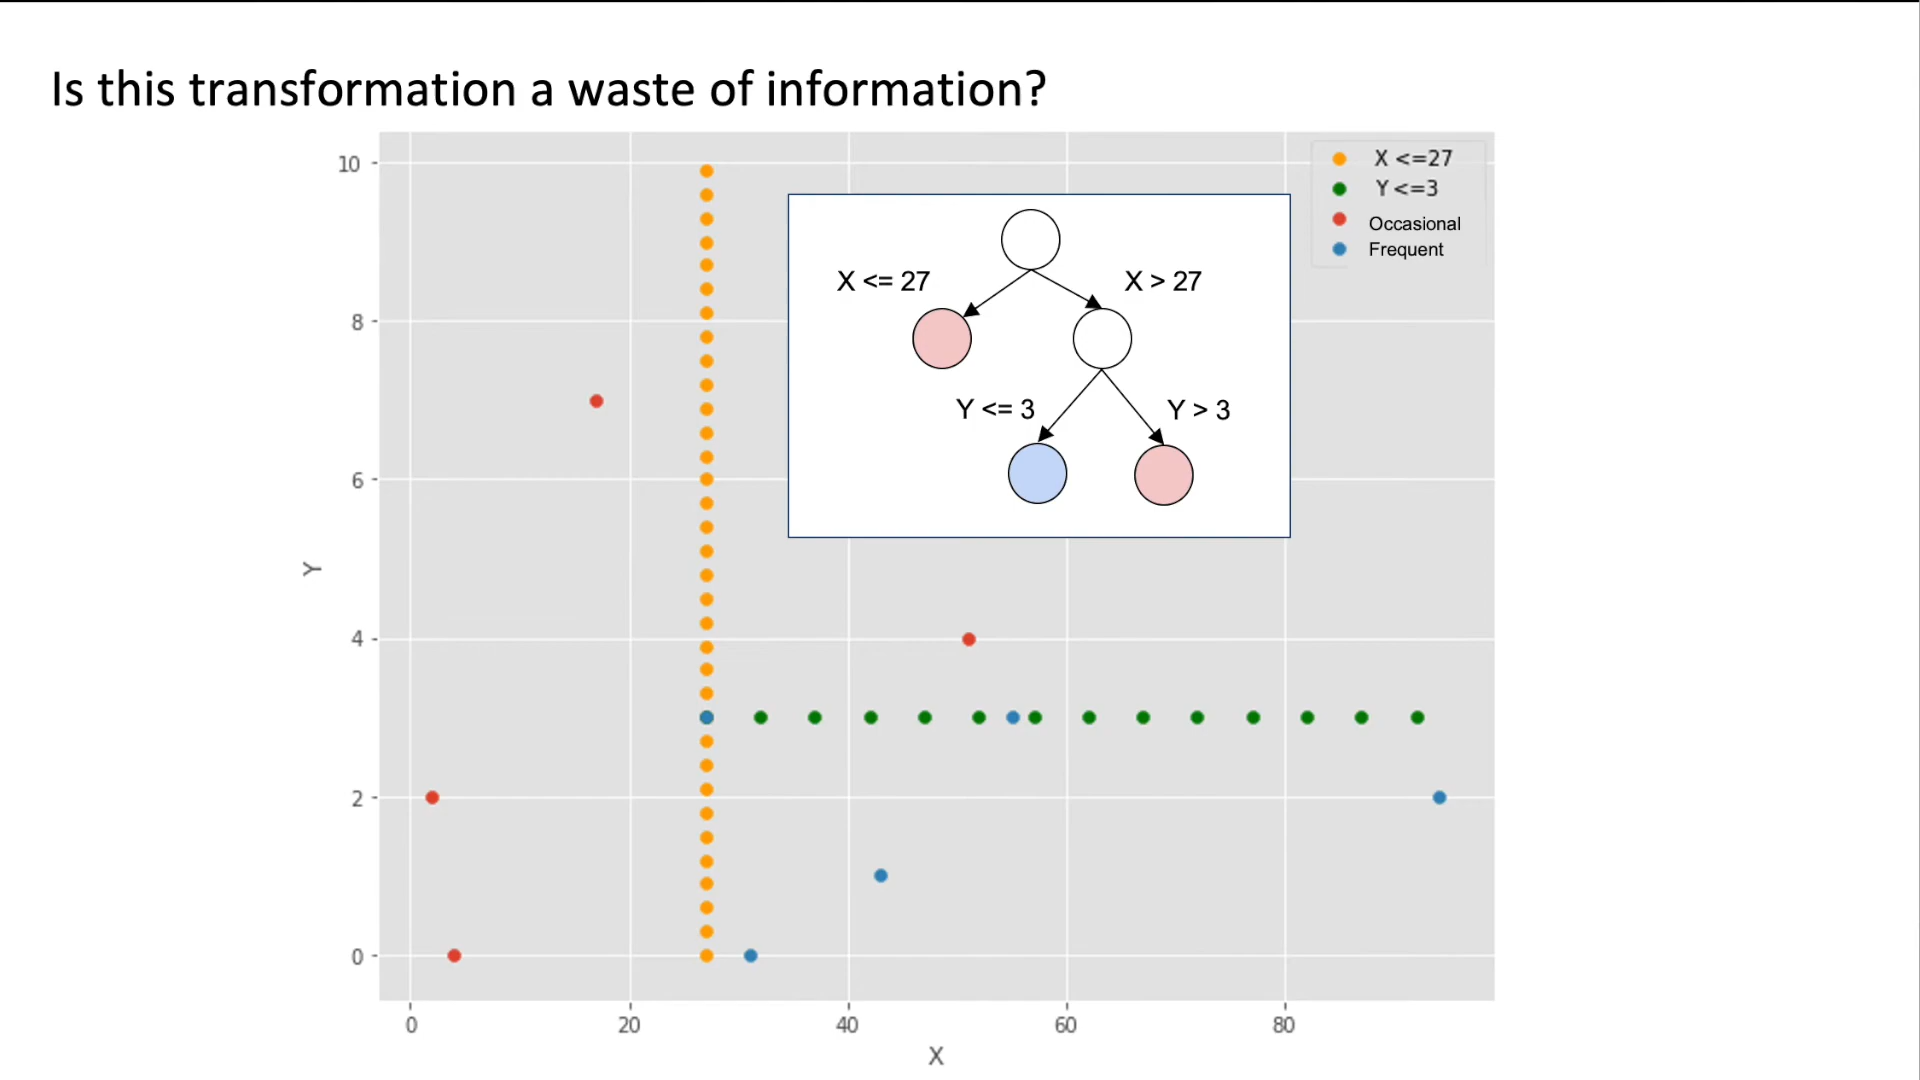 Is this transformation a waste of information?
X <=27
Y <=3
Occasional
Frequent
X <= 27
X > 27
Y <= 3
Y > 3
10
8
6
4
2
0
Y
0 20 40 60 80
X